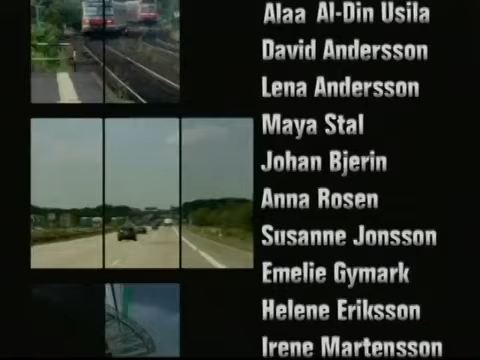 Alaa Al-Din Usila
David Andersson
Lena Andersson
Maya Stal
Johan Bjerin
Anna Rosen
Susanne Jonsson
Emelie Gymark
Helene Eriksson
Irene Martensson